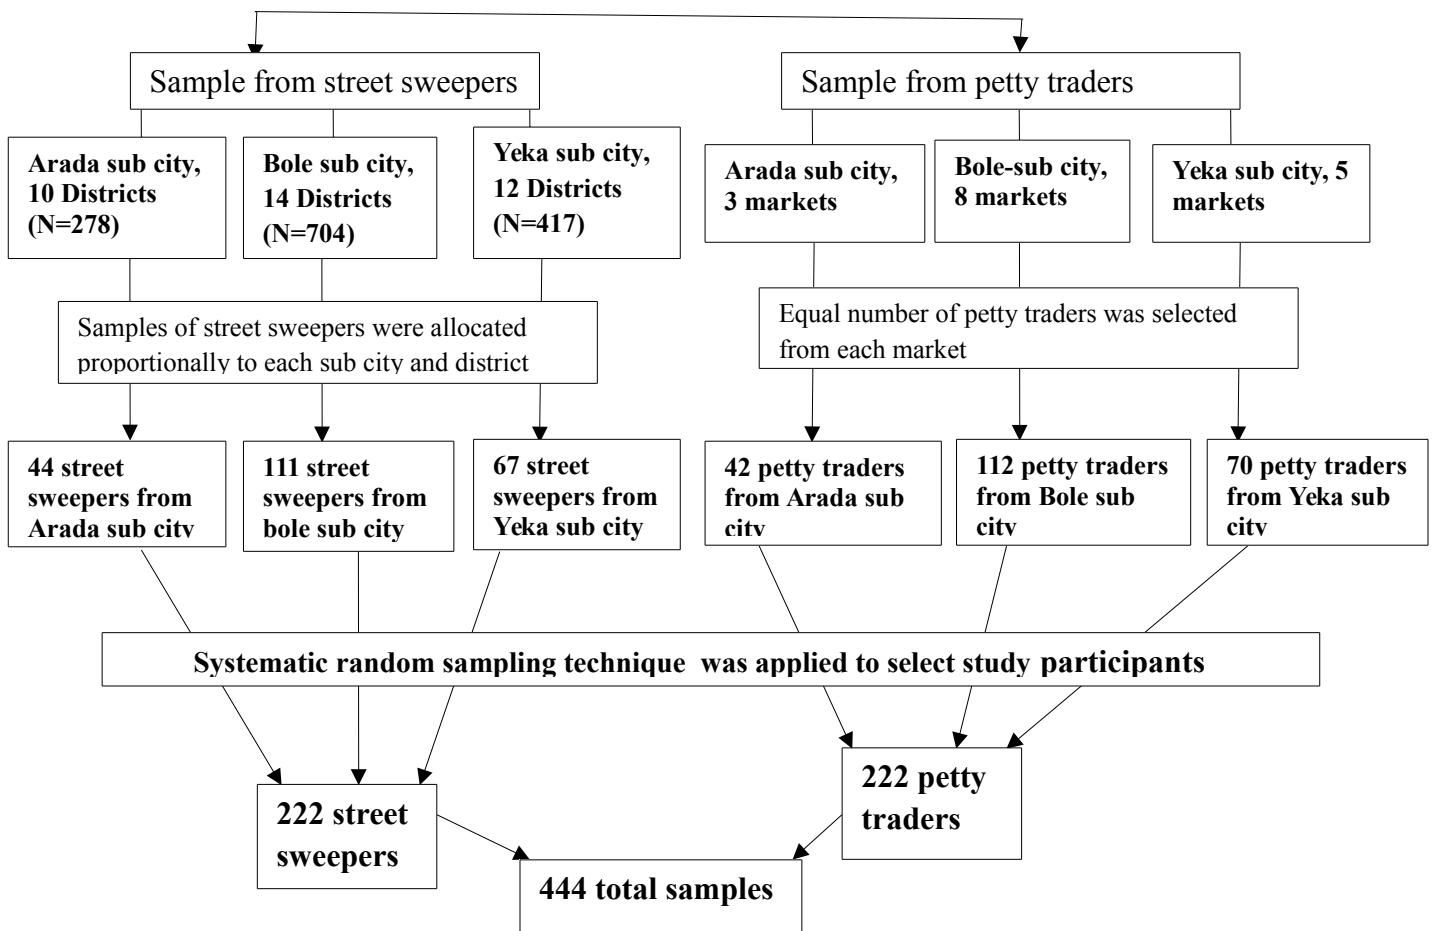 Sample from street sweepers
Sample from petty traders
Arada sub city,
10 Districts
(N=278)
Bole sub city,
14 Districts
(N=704)
Yeka sub city,
12 Districts
(N=417)
Arada sub city,
3 markets
Bole-sub city,
8 markets
Yeka sub city, 5
markets
Samples of street sweepers were allocated
proportionally to each sub city and district
Equal number of petty traders was selected
from each market
44 street
sweepers from
Arada sub city
111 street
sweepers from
bole sub city
67 street
sweepers from
Yeka sub city
42 petty traders
from Arada sub
city
112 petty traders
from Bole sub
city
70 petty traders
from Yeka sub
city
Systematic random sampling technique was applied to select study participants
222 street
sweepers
222 petty
traders
444 total samples